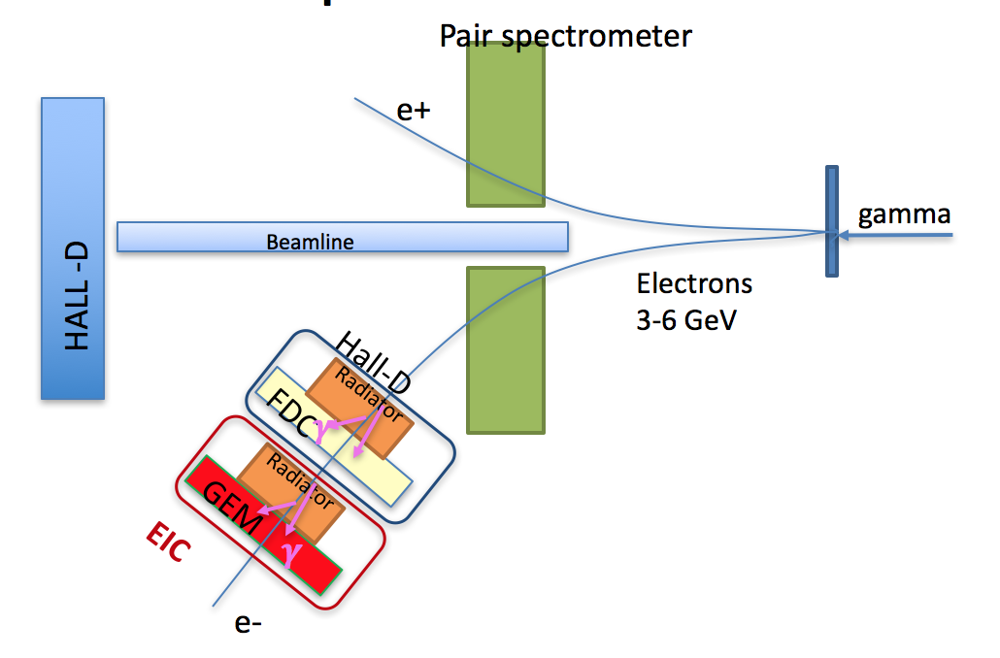 Pair spectrometer
e+
gamma
HALL -D
Beamline
Electrons
3-6 GeV
Hall-D
Radiator
FDC
γ
Radiator
GEM
γ
EIC
e-